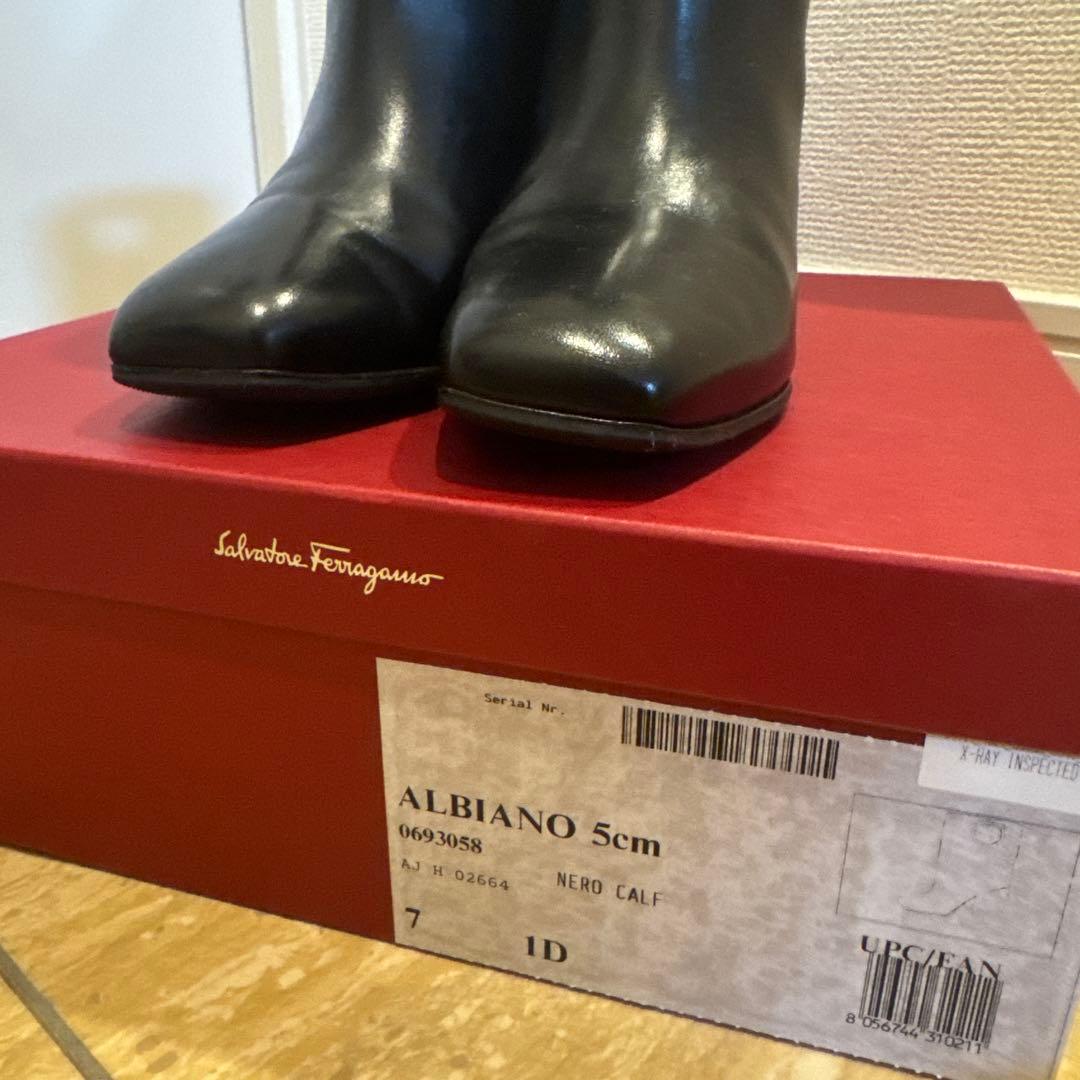 Salvatore Ferragamo
Serial Nr.
X-RAY INSPECTED
ALBIANO 5cm
0693058
AJ H 02664
NERO CALF
7
1D
UPC/EAN
8 056744 310211